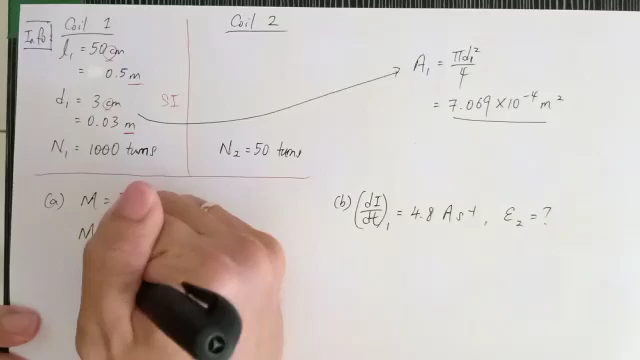 Info
Coil 1
Coil 2
l₁ = 50 cm
= 0.5 m
d₁ = 3 cm
= 0.03 m
SI
N₁ = 1000 turns
N₂ = 50 turns
A₁ = πd₁²/4
= 7.069 × 10⁻⁴ m²
(a) M =
M
(b) (dI/dt)₁ = 4.8 A s⁻¹, ε₂ = ?